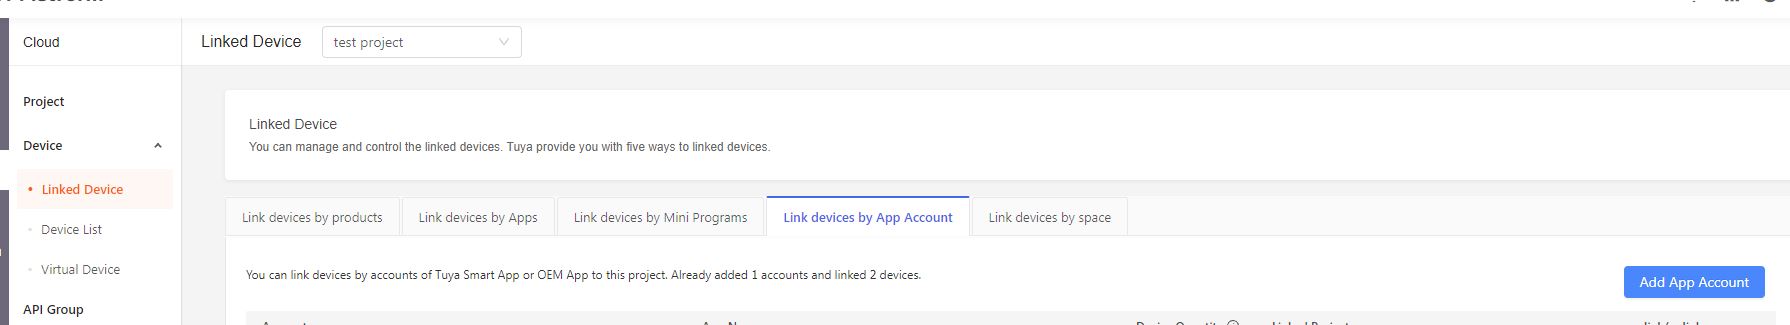 Cloud
Linked Device
test project
Project
Device
Linked Device
Device List
Virtual Device
API Group
Linked Device
You can manage and control the linked devices. Tuya provide you with five ways to linked devices.
Link devices by products
Link devices by Apps
Link devices by Mini Programs
Link devices by App Account
Link devices by space
You can link devices by accounts of Tuya Smart App or OEM App to this project. Already added 1 accounts and linked 2 devices.
Add App Account